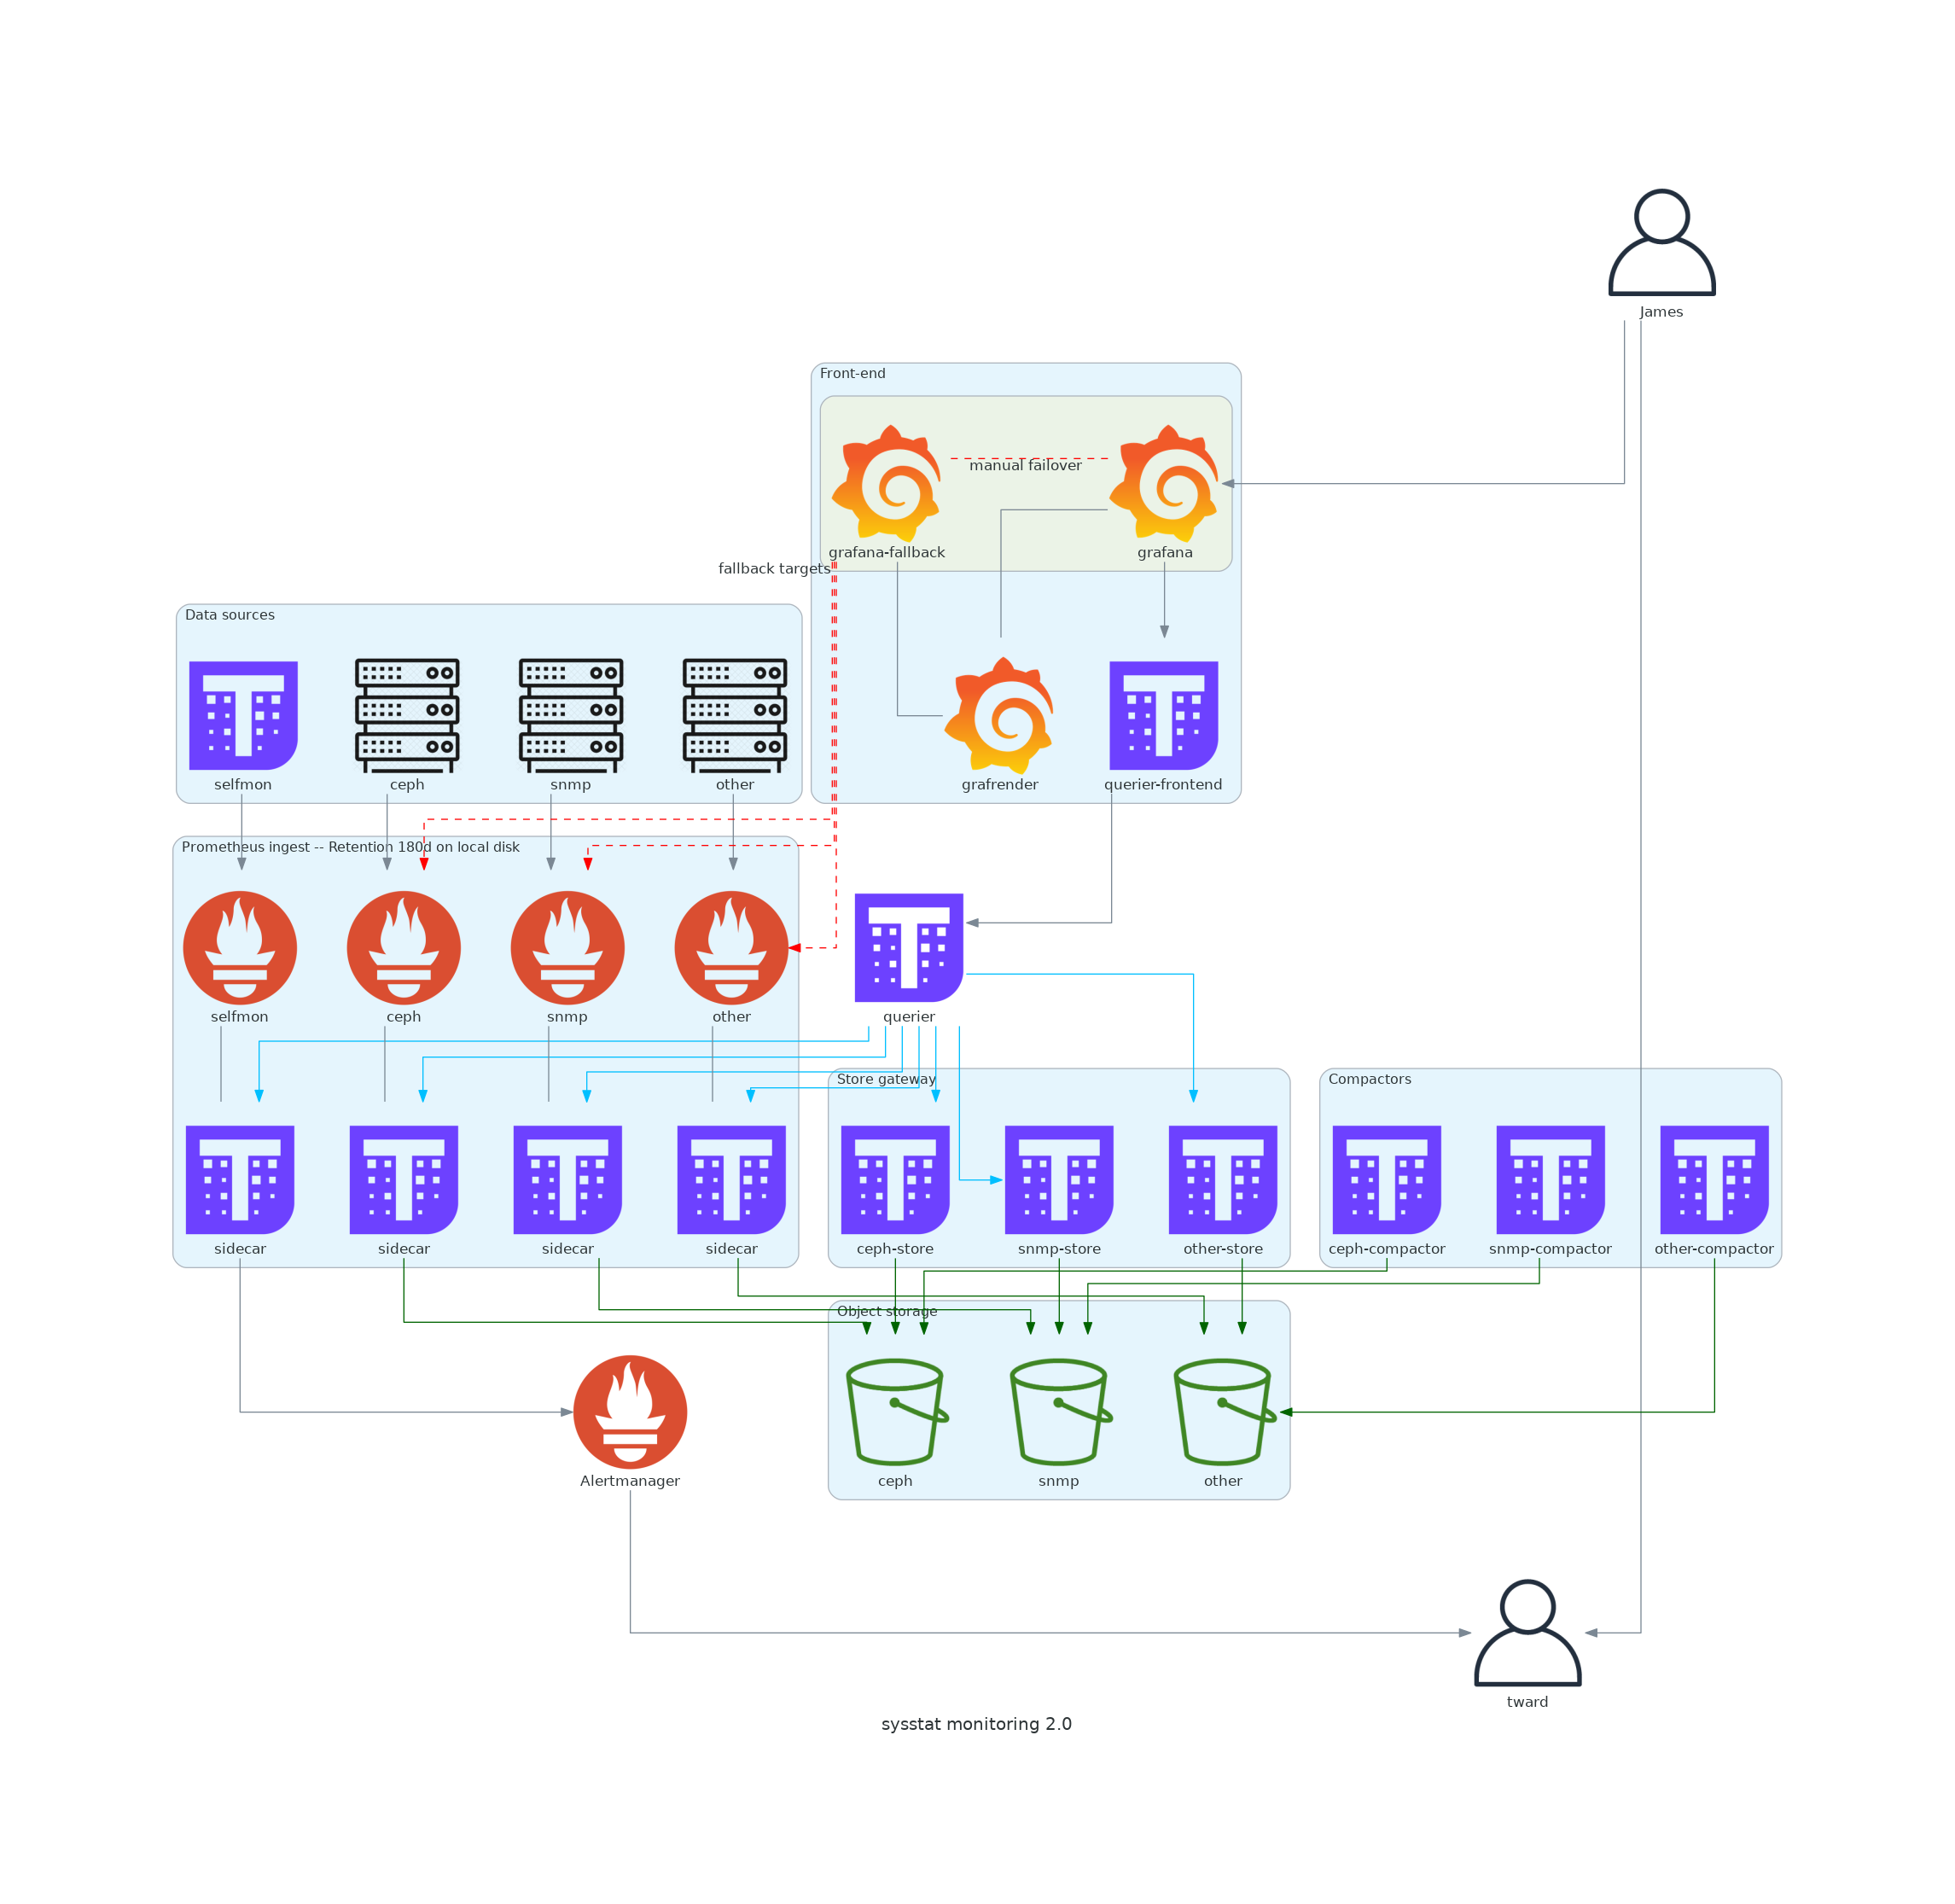 James
Front-end
manual failover
grafana-fallback
grafana
fallback targets
Data sources
selfmon
ceph
snmp
other
grafrender
querier-frontend
Prometheus ingest -- Retention 180d on local disk
selfmon
ceph
snmp
other
querier
Store gateway
Compactors
sidecar
sidecar
sidecar
sidecar
ceph-store
snmp-store
other-store
ceph-compactor
snmp-compactor
other-compactor
Object storage
Alertmanager
ceph
snmp
other
tward
sysstat monitoring 2.0